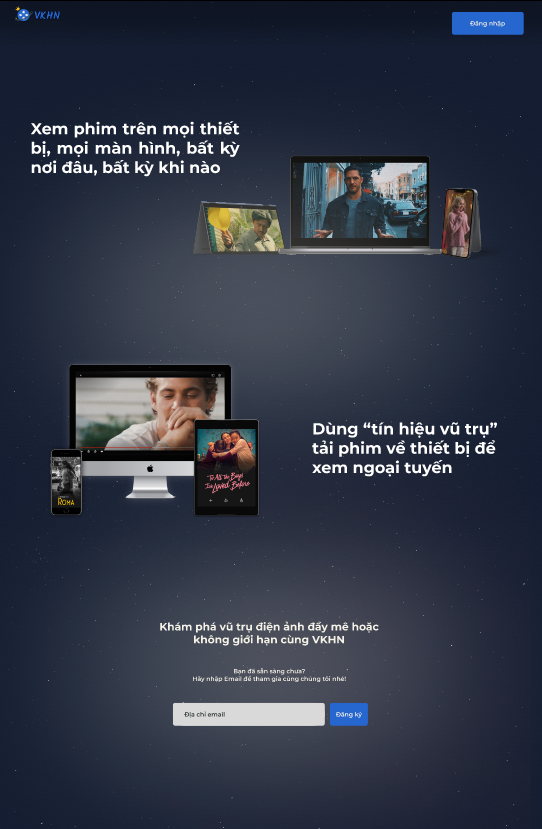 VKHN
Đăng nhập
Xem phim trên mọi thiết
bị, mọi màn hình, bất kỳ
nơi đâu, bất kỳ khi nào
Dùng “tín hiệu vũ trụ”
tải phim về thiết bị để
xem ngoại tuyến
ROMA
To All the Boys
I've Loved Before
Khám phá vũ trụ điện ảnh đầy mê hoặc
không giới hạn cùng VKHN
Bạn đã sẵn sàng chưa?
Hãy nhập Email để tham gia cùng chúng tôi nhé!
Địa chỉ email
Đăng ký